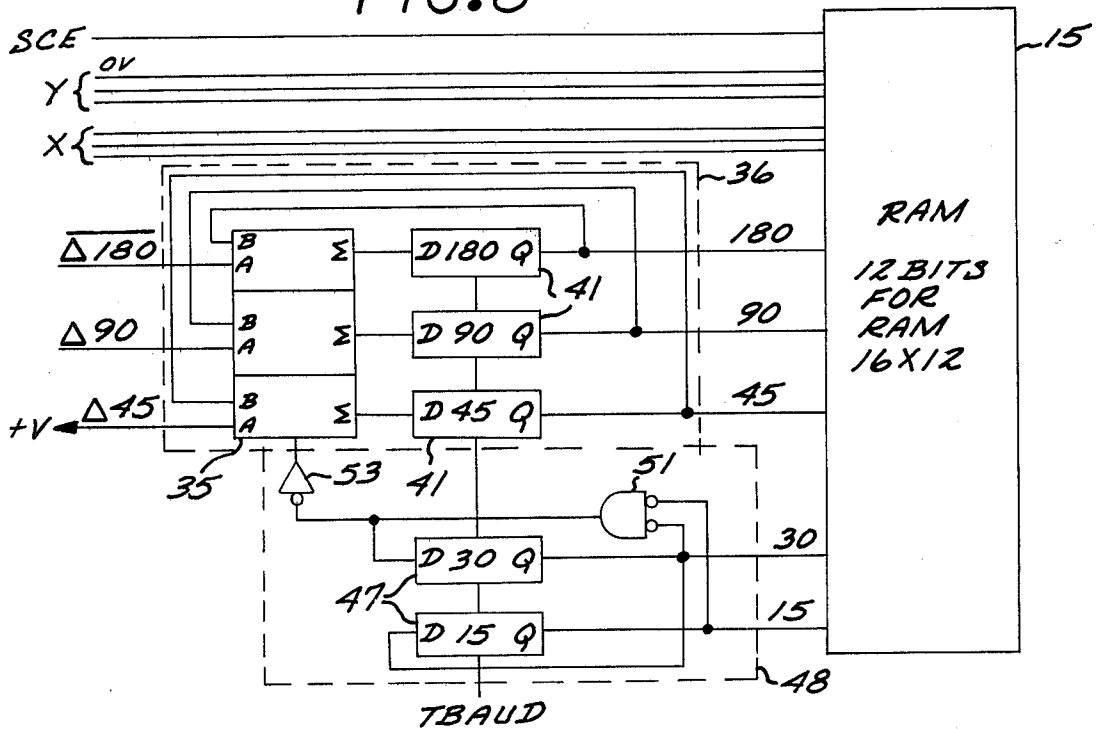 SCE
15
0V
Y {
X {
36
RAM
12 BITS
FOR
RAM
16X12
Δ180
B
A
Σ
D 180 Q
41
180
Δ90
B
A
Σ
D 90 Q
90
+V
Δ45
B
A
Σ
D 45 Q
45
35
53
41
51
D 30 Q
30
47
D 15 Q
15
48
TBAUD